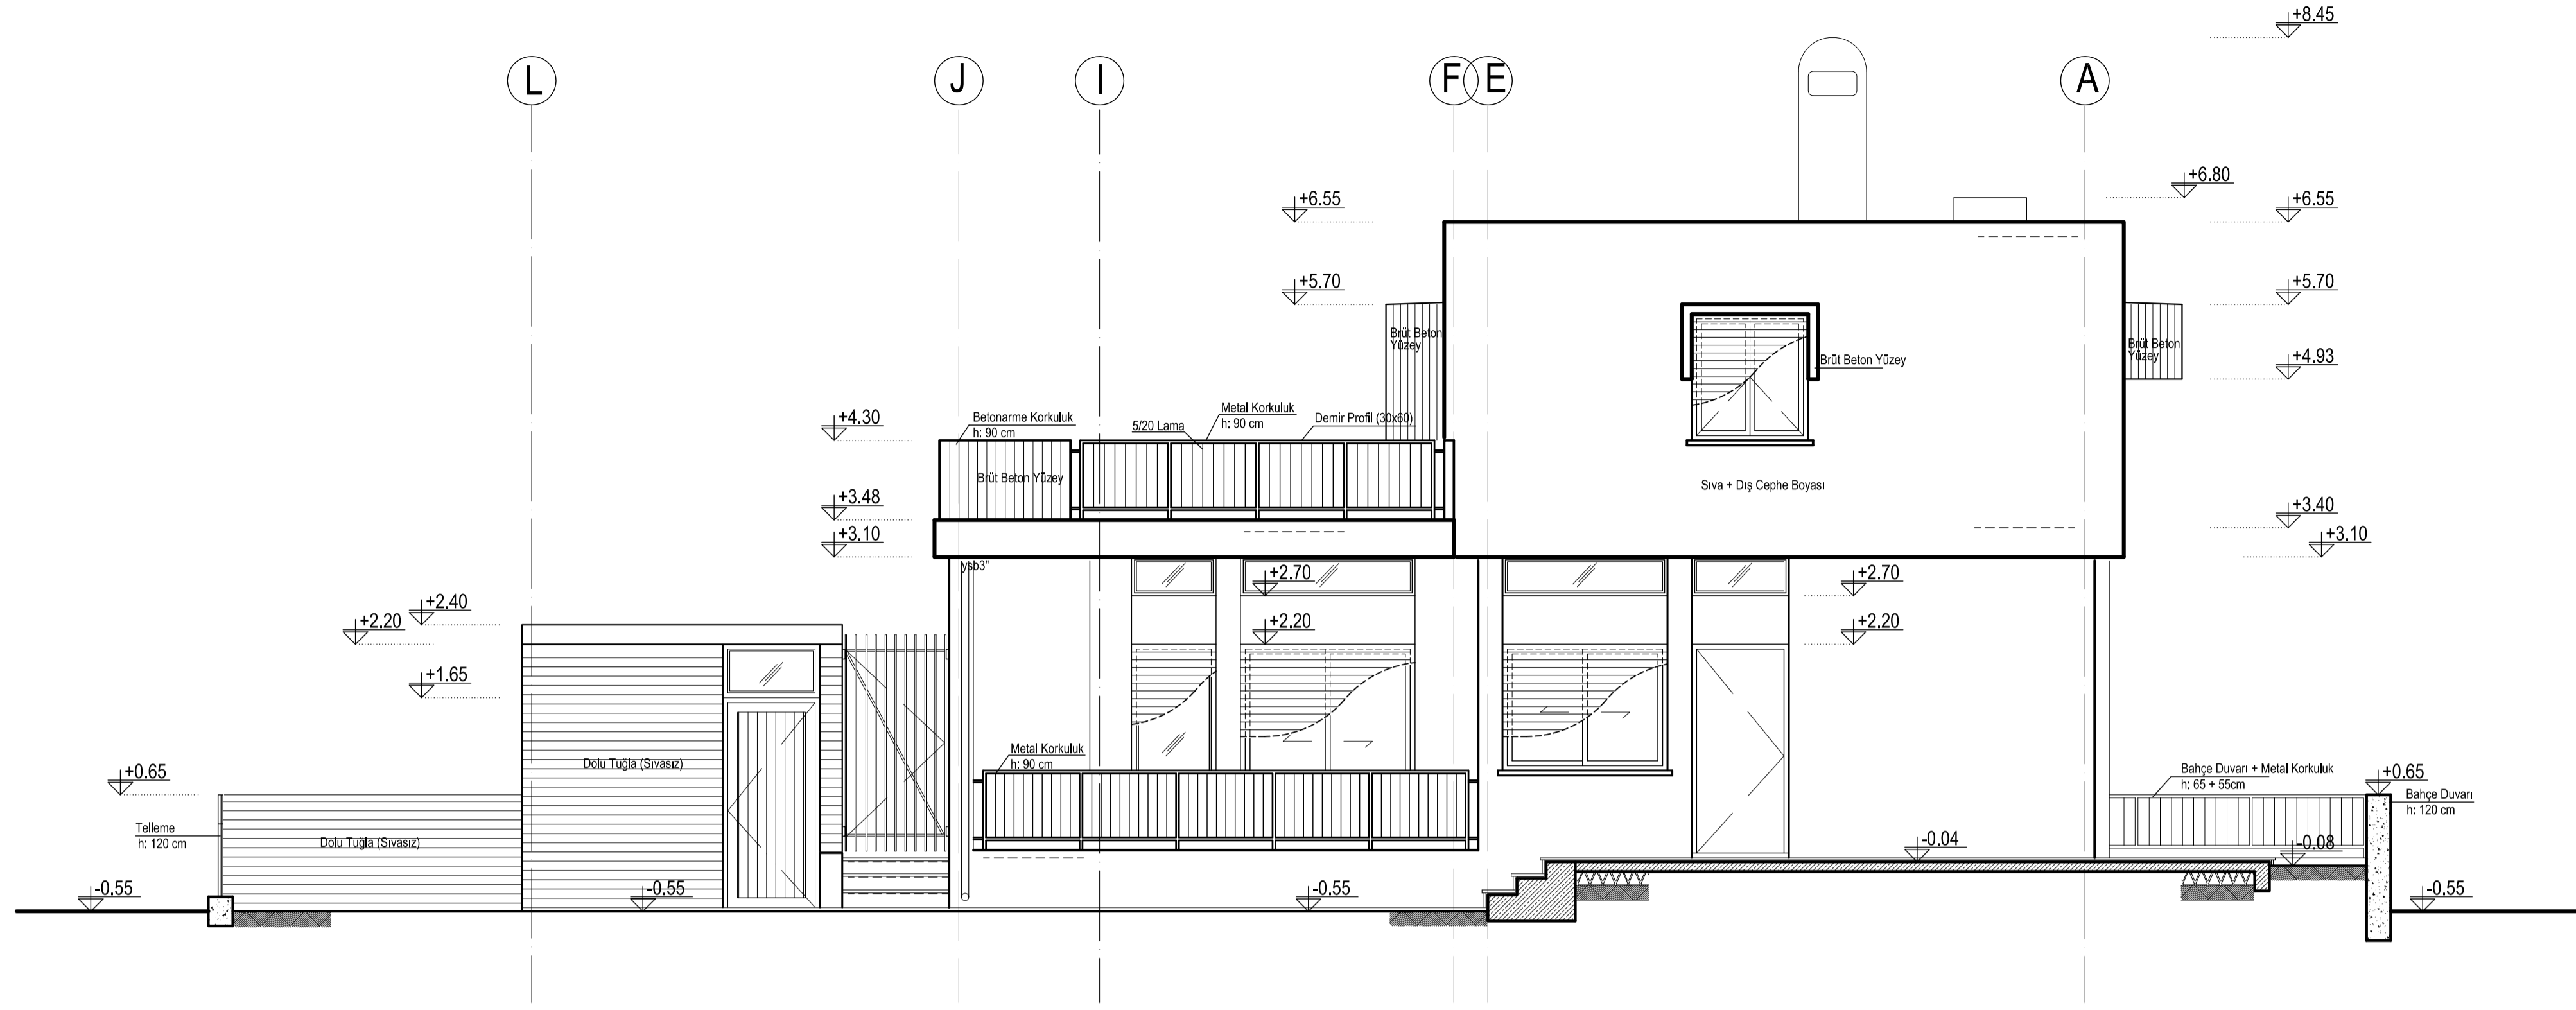 +8.45
L
J
I
F
E
A
+6.80
+6.55
+6.55
+5.70
+5.70
Brüt Beton
Yüzey
Brüt Beton
Yüzey
Brüt Beton Yüzey
+4.93
+4.30
Betonarme Korkuluk
h: 90 cm
5/20 Lama
Metal Korkuluk
h: 90 cm
Demir Profil (30x60)
Brüt Beton Yüzey
Sıva + Dış Cephe Boyası
+3.48
+3.40
+3.10
+3.10
ysb3"
+2.70
+2.70
+2.40
+2.20
+2.20
+2.20
+1.65
Metal Korkuluk
h: 90 cm
Dolu Tuğla (Sıvasız)
+0.65
Bahçe Duvarı + Metal Korkuluk
h: 65 + 55cm
+0.65
Bahçe Duvarı
h: 120 cm
Telleme
h: 120 cm
Dolu Tuğla (Sıvasız)
-0.04
-0.08
-0.55
-0.55
-0.55
-0.55